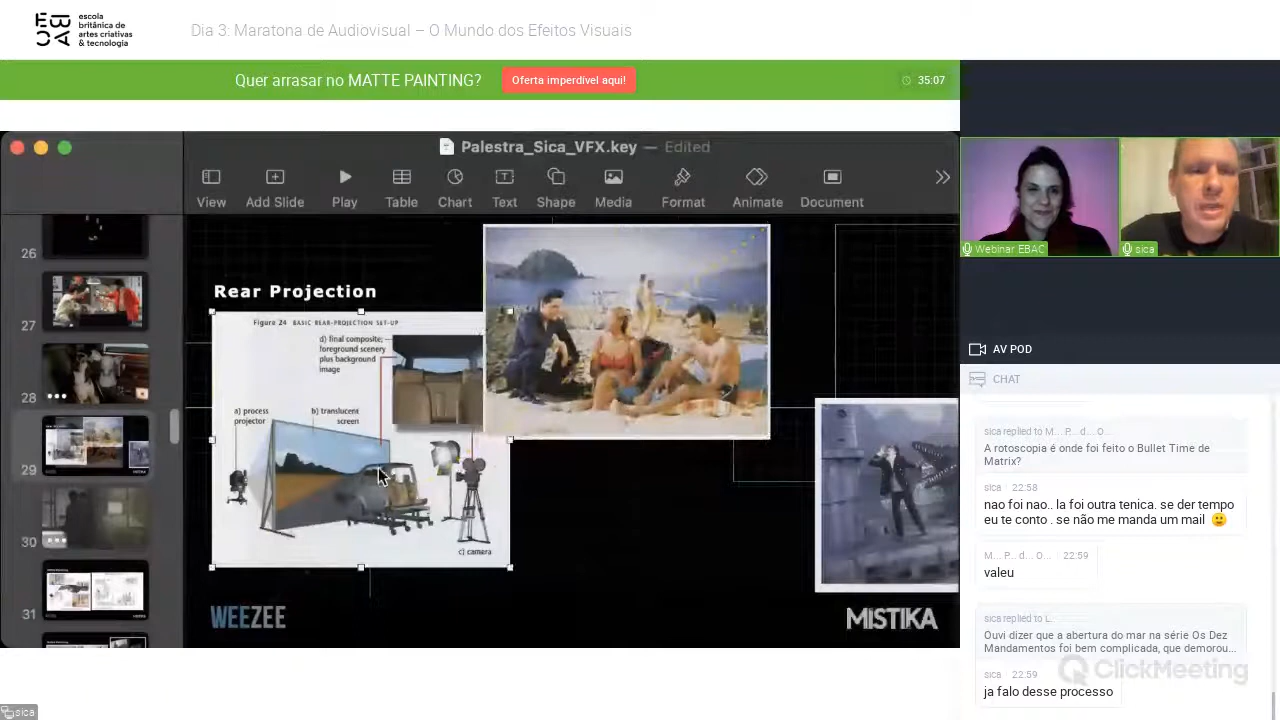 escola
britânica de
artes criativas
& tecnologia
Dia 3: Maratona de Audiovisual – O Mundo dos Efeitos Visuais
Quer arrasar no MATTE PAINTING?
Oferta imperdível aqui!
35:07
Palestra_Sica_VFX.key — Edited
View
Add Slide
Play
Table
Chart
Text
Shape
Media
Format
Animate
Document
26
27
28
29
30
31
Rear Projection
Figure 24 BASIC REAR-PROJECTION SET-UP
d) final composite;
foreground scenery
plus background
image
a) process
projector
b) translucent
screen
c) camera
WEEZEE
MISTIKA
Webinar EBAC
sica
AV POD
CHAT
sica replied to M... P... d... O...
A rotoscopia é onde foi feito o Bullet Time de
Matrix?
sica 22:58
nao foi nao.. la foi outra tenica. se der tempo
eu te conto . se não me manda um mail 🙂
M... P... d... O... 22:59
valeu
sica replied to L.
Ouvi dizer que a abertura do mar na série Os Dez
Mandamentos foi bem complicada, que demorou...
sica 22:59
ja falo desse processo
ClickMeeting
sica